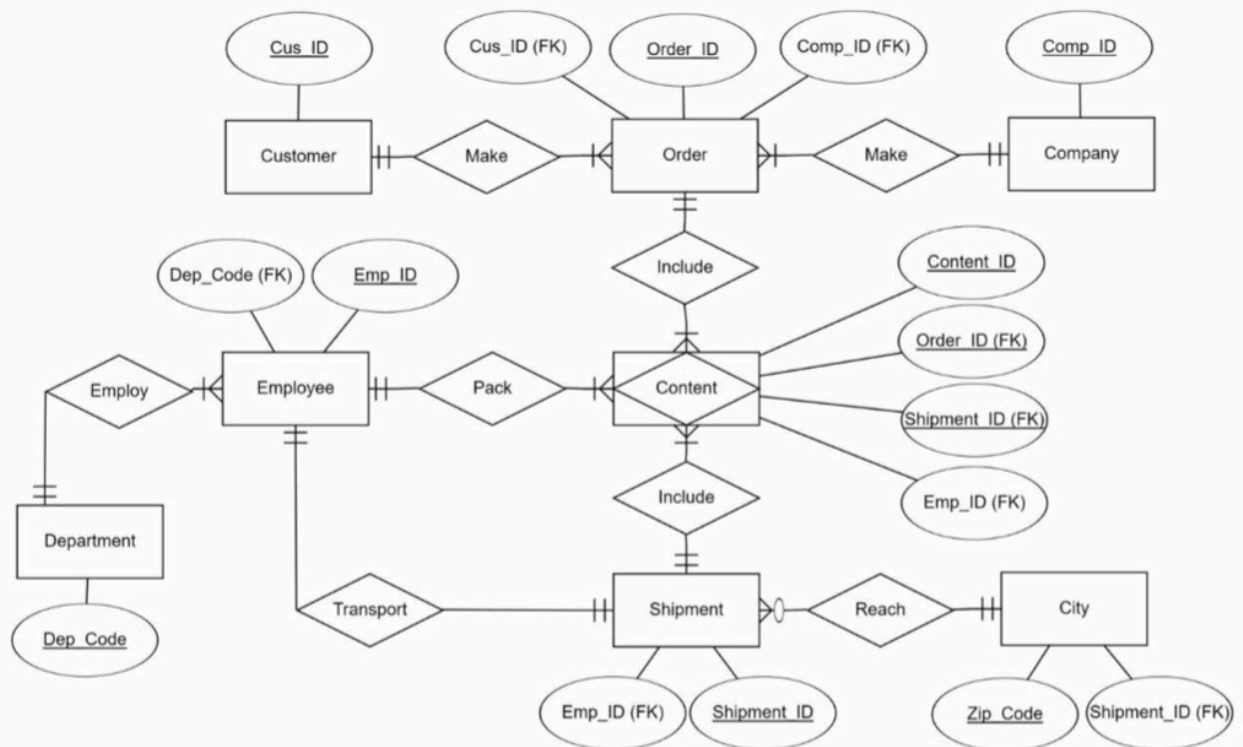 Cus_ID
Cus_ID (FK)
Order_ID
Comp_ID (FK)
Comp_ID
Customer
Make
Order
Make
Company
Include
Dep_Code (FK)
Emp_ID
Content_ID
Order_ID (FK)
Employ
Employee
Pack
Content
Shipment_ID (FK)
Include
Emp_ID (FK)
Department
Dep_Code
Transport
Shipment
Reach
City
Emp_ID (FK)
Shipment_ID
Zip_Code
Shipment_ID (FK)